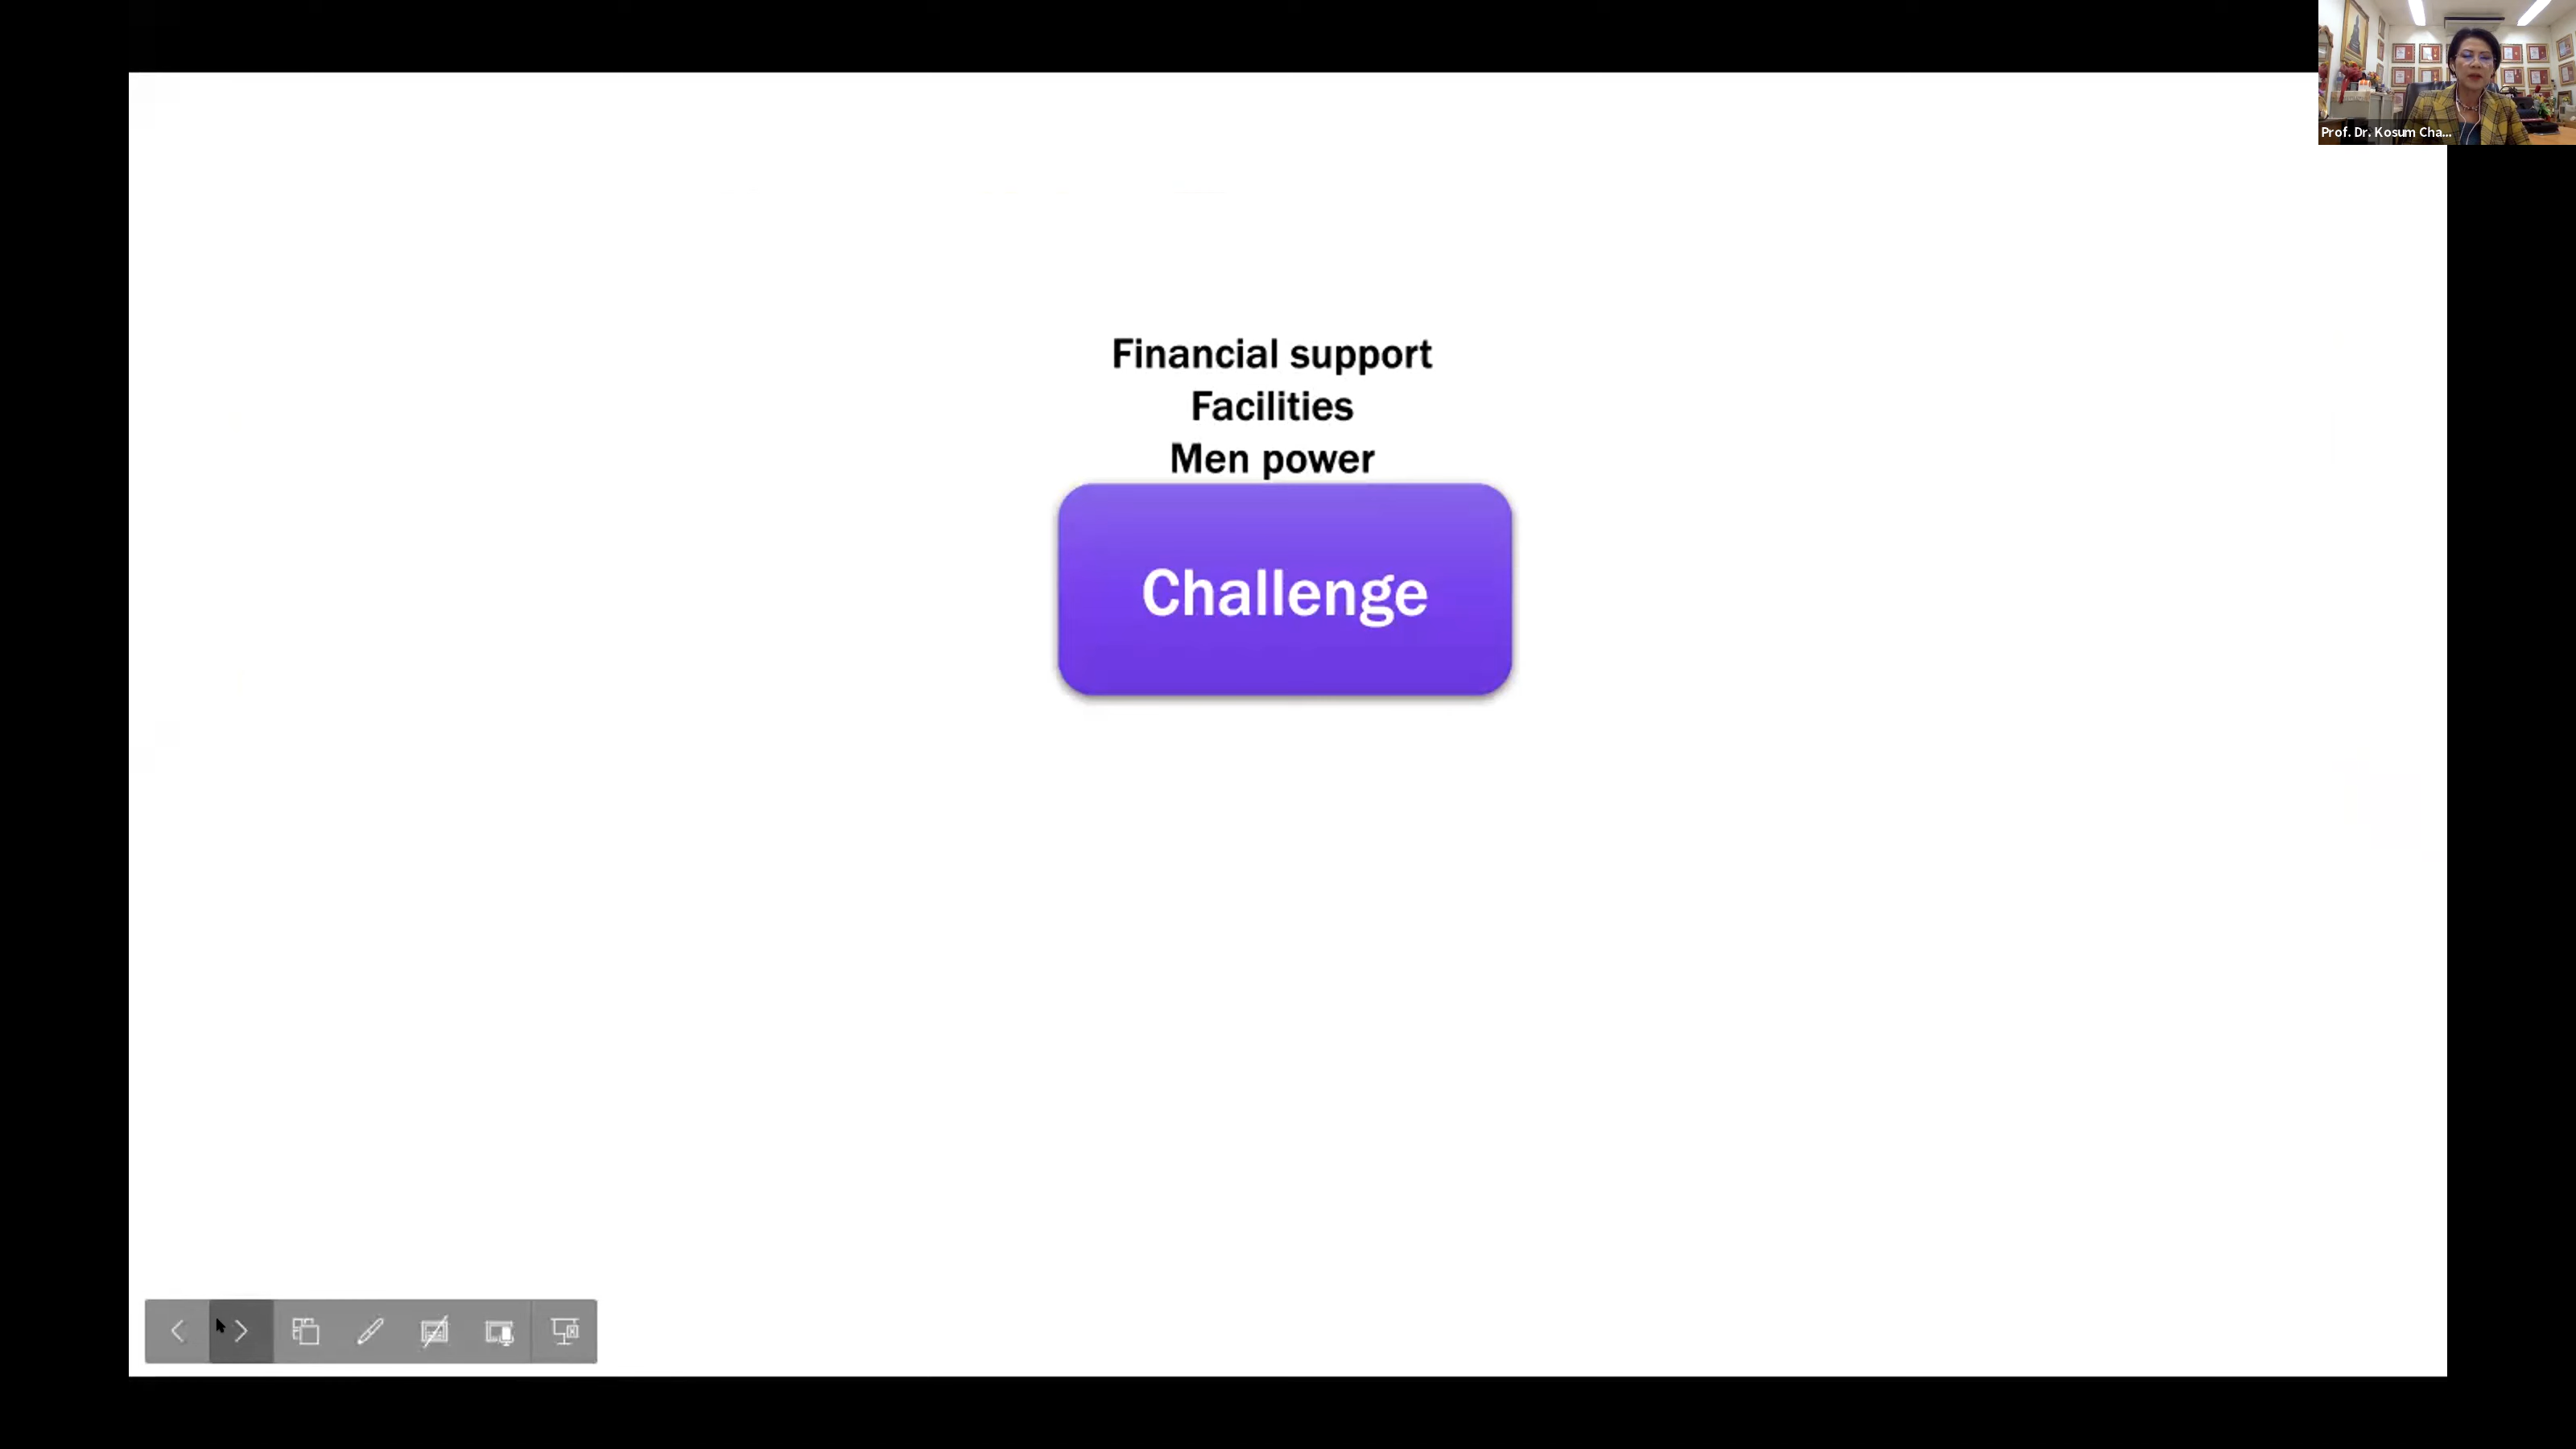 Prof. Dr. Kosum Cha...
Financial support
Facilities
Men power
Challenge